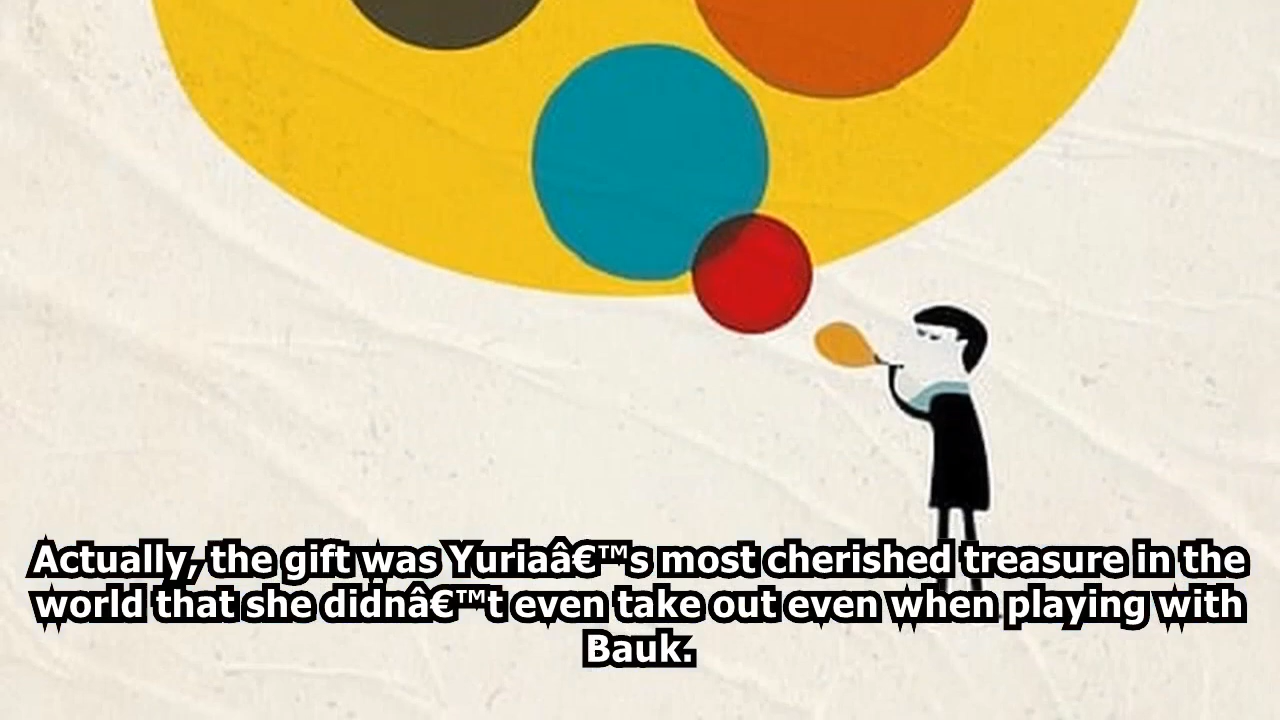 Actually, the gift was Yuriaâ€™s most cherished treasure in the
world that she didnâ€™t even take out even when playing with
Bauk.